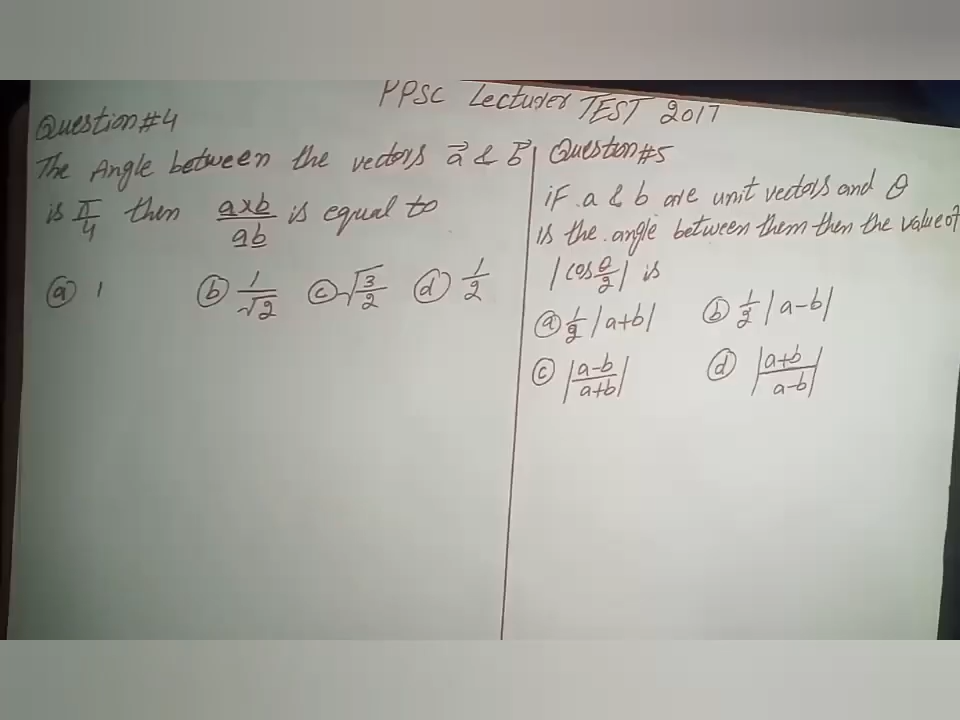 PPSC Lecturer TEST 2017
Question#4
The Angle between the vectors a⃗ & b⃗
is π/4 then a×b/ab is equal to
ⓐ 1 ⓑ 1/√2 ⓒ √3/2 ⓓ 1/2
Question#5
if a & b are unit vectors and θ
is the angle between them then the value of
|cos θ/2| is
ⓐ 1/2 |a+b| ⓑ 1/2 |a-b|
ⓒ |a-b/a+b| ⓓ |a+b/a-b|